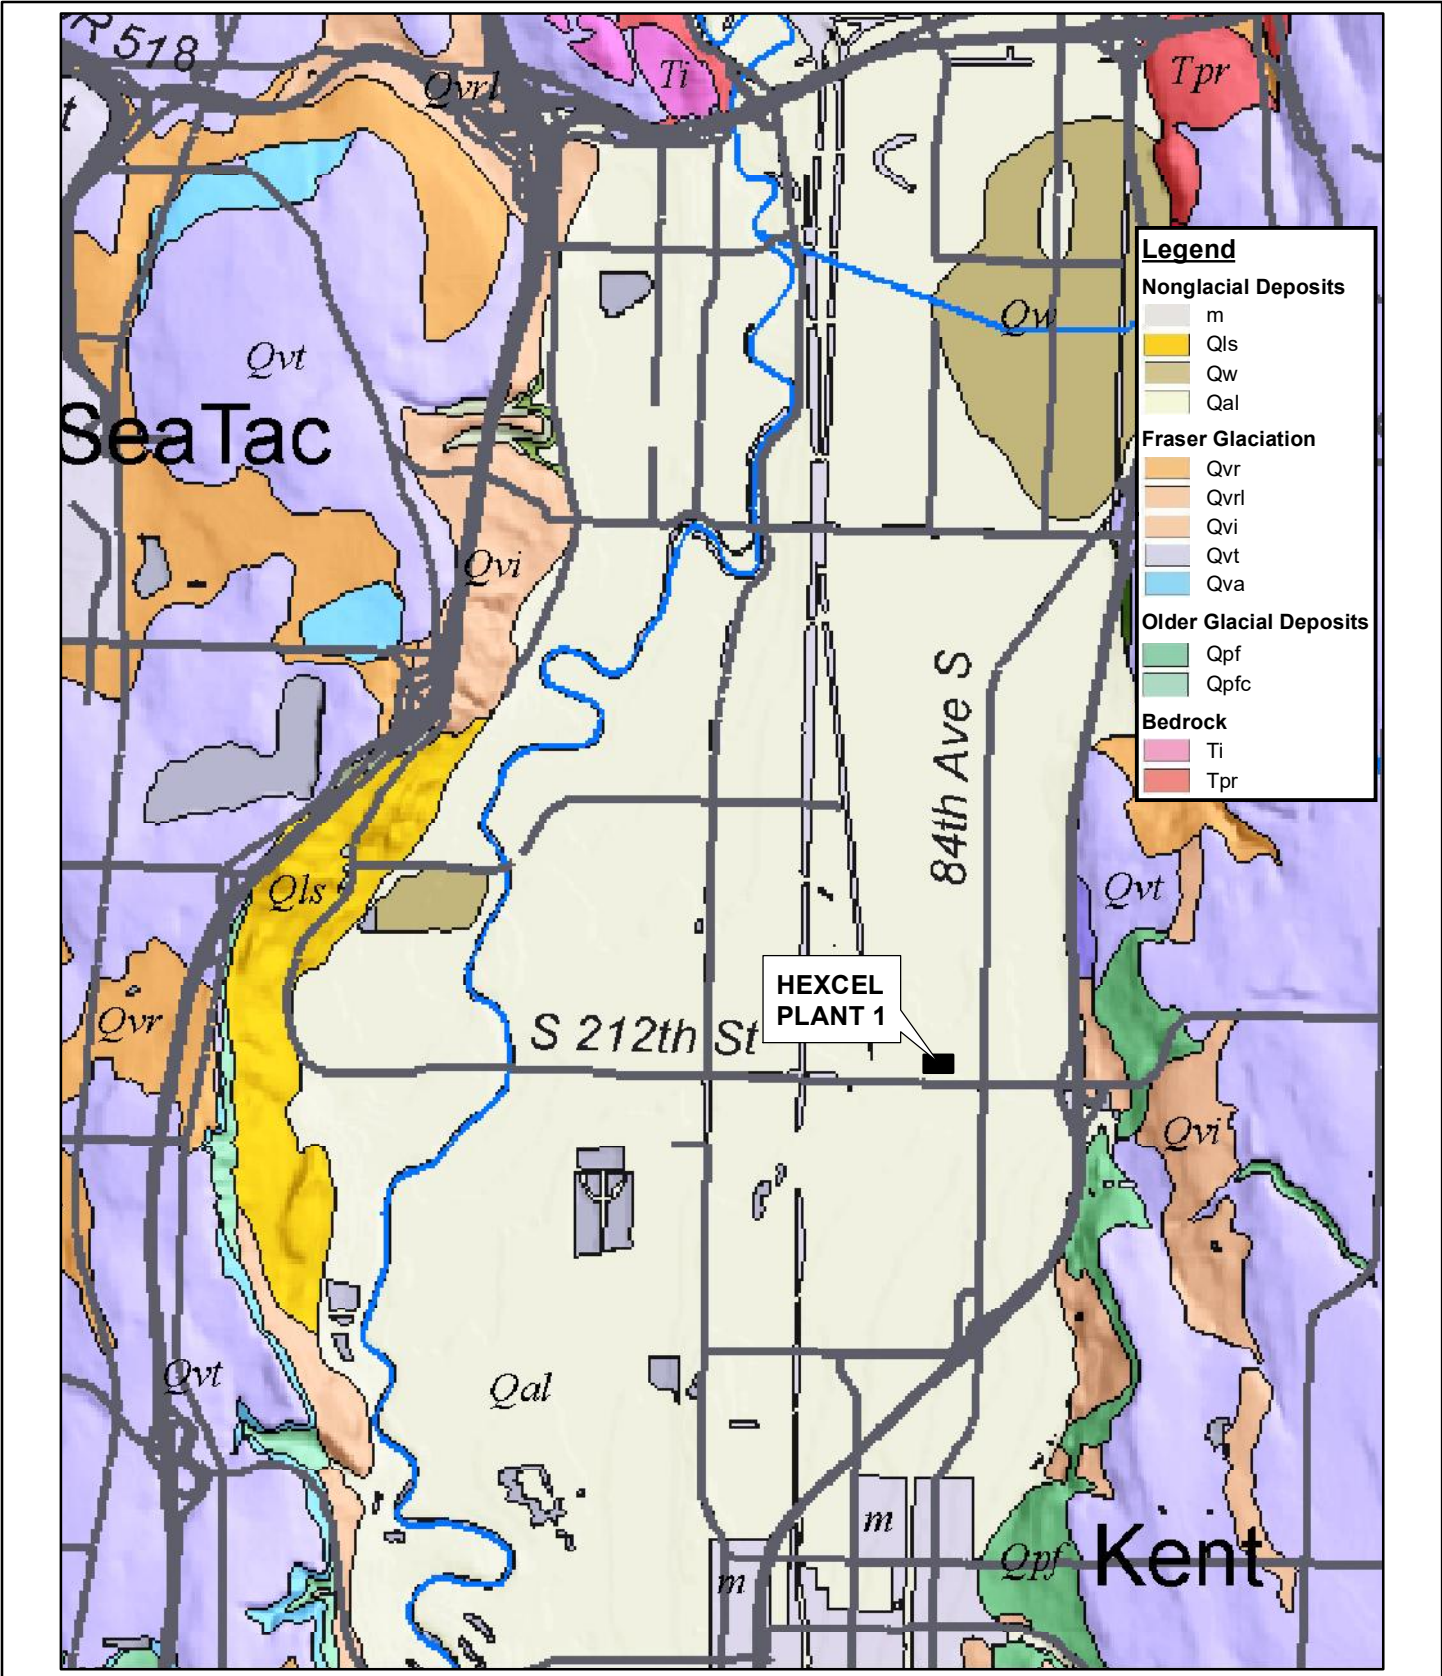 R 518
Qvrl
Ti
Tpr
t
Legend
Nonglacial Deposits
m
Qls
Qw
Qal
Fraser Glaciation
Qvr
Qvrl
Qvi
Qvt
Qva
Older Glacial Deposits
Qpf
Qpfc
Bedrock
Ti
Tpr
Qw
Qvt
SeaTac
Qvi
84th Ave S
Qls
Qvt
HEXCEL
PLANT 1
Qvr
S 212th St
Qvi
Qvt
Qal
m
Kent
Qpf
m